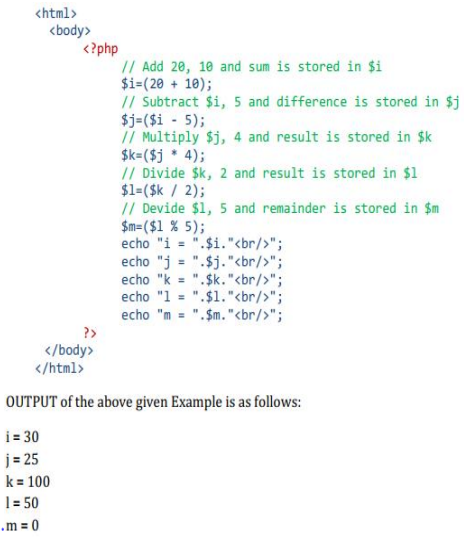 <html>
<body>
<?php
// Add 20, 10 and sum is stored in $i
$i=(20 + 10);
// Subtract $i, 5 and difference is stored in $j
$j=($i - 5);
// Multiply $j, 4 and result is stored in $k
$k=($j * 4);
// Divide $k, 2 and result is stored in $l
$l=($k / 2);
// Devide $l, 5 and remainder is stored in $m
$m=($l % 5);
echo "i = ".$i."<br/>";
echo "j = ".$j."<br/>";
echo "k = ".$k."<br/>";
echo "l = ".$l."<br/>";
echo "m = ".$m."<br/>";
?>
</body>
</html>
OUTPUT of the above given Example is as follows:
i = 30
j = 25
k = 100
l = 50
.m = 0